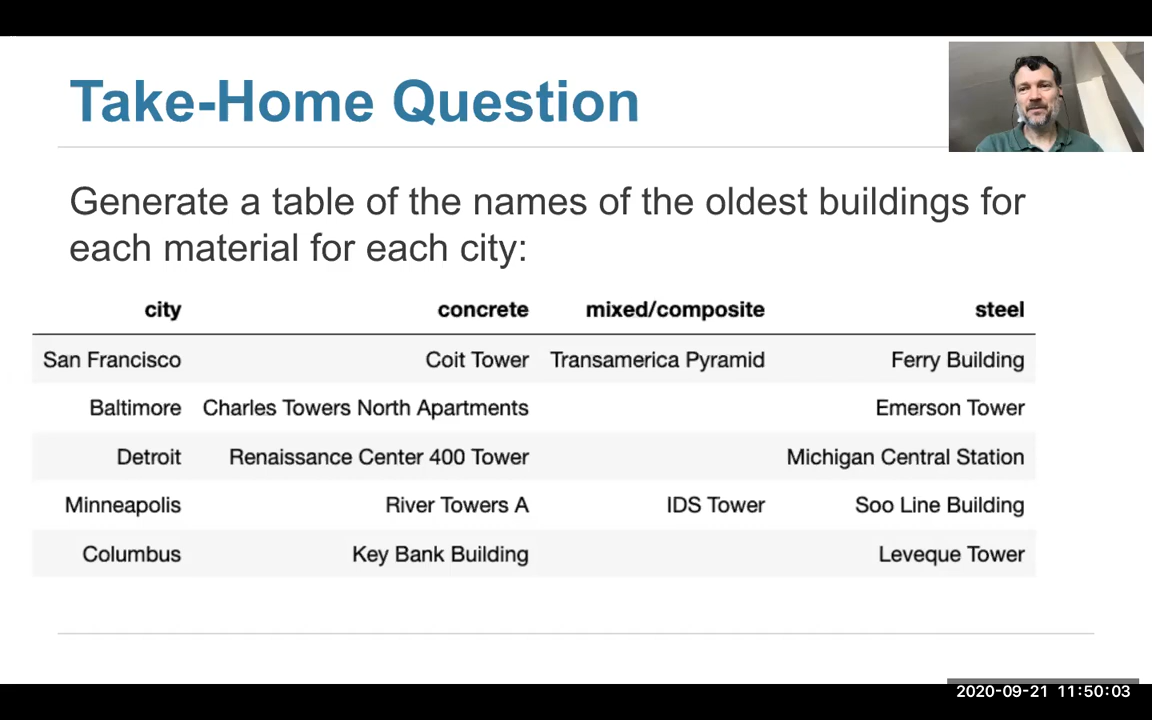 Take-Home Question
Generate a table of the names of the oldest buildings for
each material for each city:
city concrete mixed/composite steel
San Francisco Coit Tower Transamerica Pyramid Ferry Building
Baltimore Charles Towers North Apartments Emerson Tower
Detroit Renaissance Center 400 Tower Michigan Central Station
Minneapolis River Towers A IDS Tower Soo Line Building
Columbus Key Bank Building Leveque Tower
2020-09-21 11:50:03